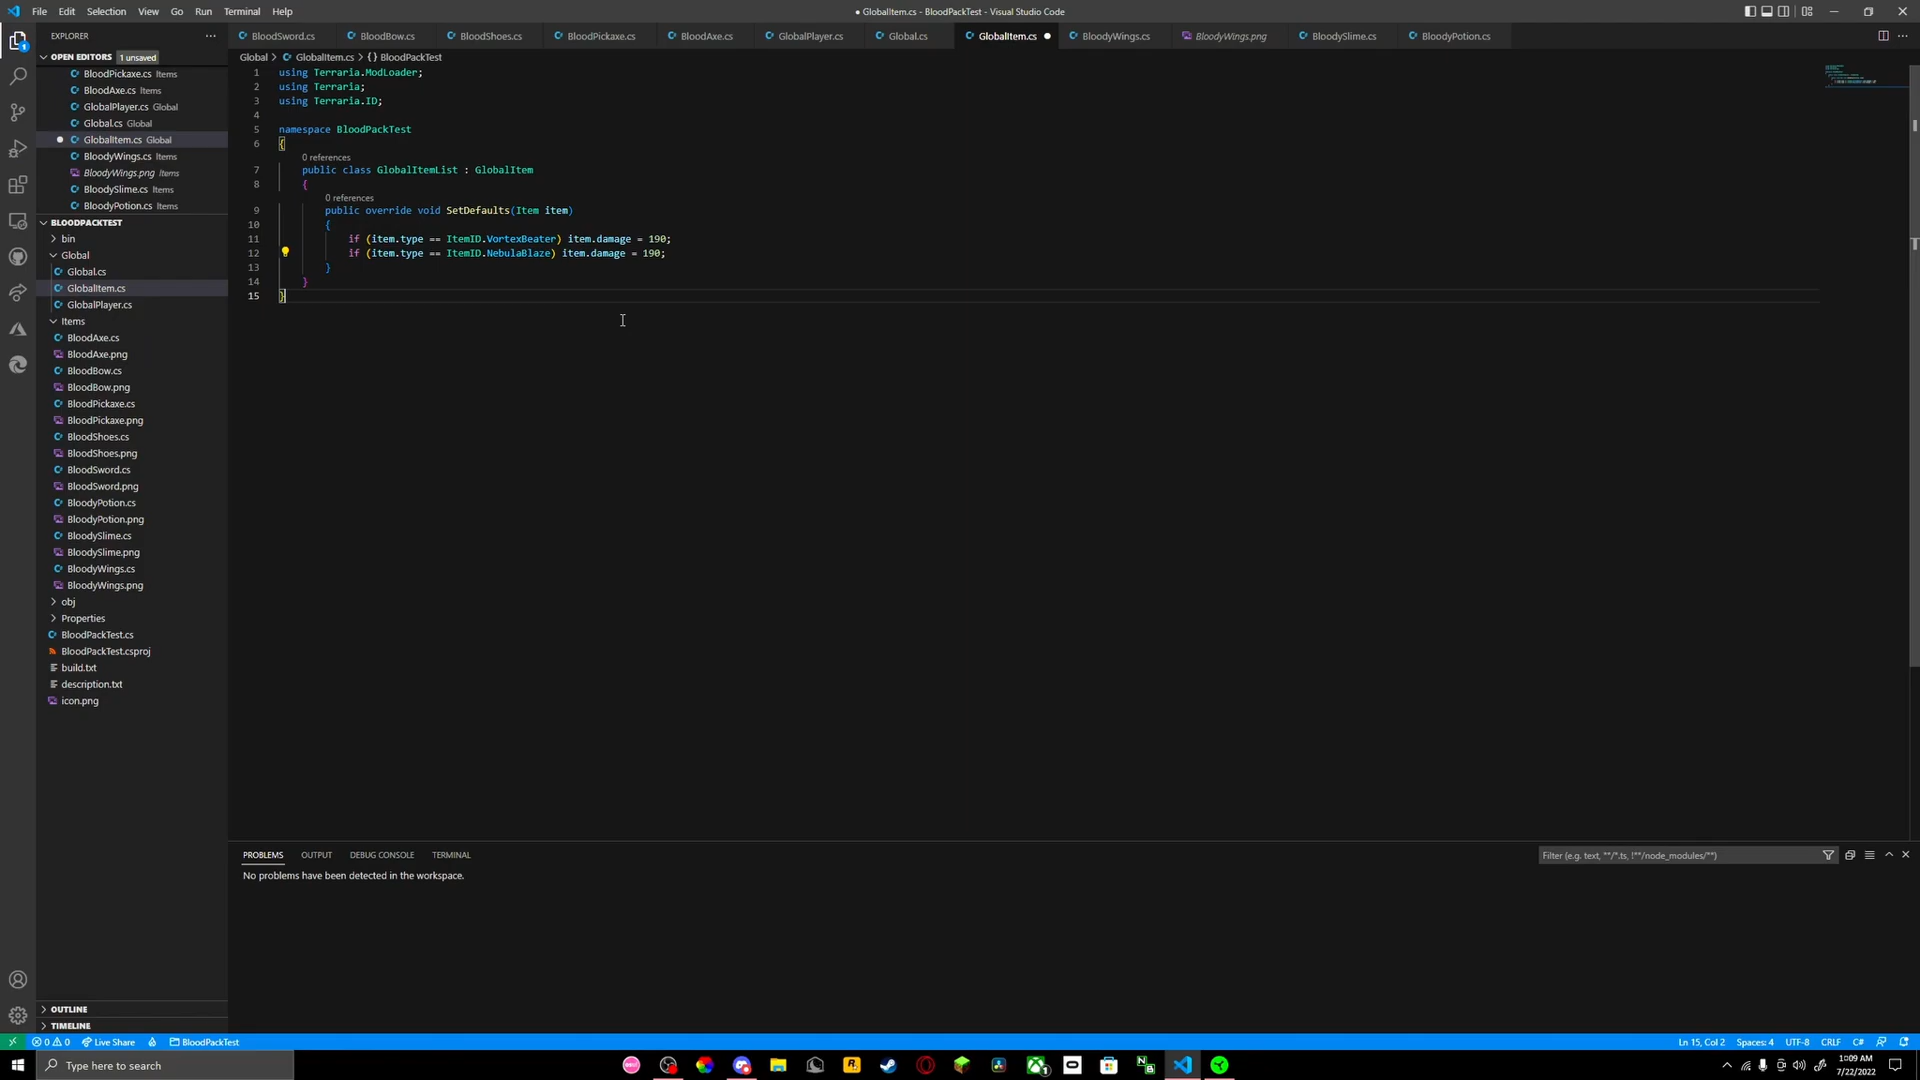 File Edit Selection View Go Run Terminal Help
● GlobalItem.cs - BloodPackTest - Visual Studio Code
EXPLORER
BloodSword.cs BloodBow.cs BloodShoes.cs BloodPickaxe.cs BloodAxe.cs GlobalPlayer.cs Global.cs GlobalItem.cs BloodyWings.cs BloodyWings.png BloodySlime.cs BloodyPotion.cs
OPEN EDITORS 1 unsaved
BloodPickaxe.cs Items
BloodAxe.cs Items
GlobalPlayer.cs Global
Global.cs Global
GlobalItem.cs Global
BloodyWings.cs Items
BloodyWings.png Items
BloodySlime.cs Items
BloodyPotion.cs Items
BLOODPACKTEST
bin
Global
Global.cs
GlobalItem.cs
GlobalPlayer.cs
Items
BloodAxe.cs
BloodAxe.png
BloodBow.cs
BloodBow.png
BloodPickaxe.cs
BloodPickaxe.png
BloodShoes.cs
BloodShoes.png
BloodSword.cs
BloodSword.png
BloodyPotion.cs
BloodyPotion.png
BloodySlime.cs
BloodySlime.png
BloodyWings.cs
BloodyWings.png
obj
Properties
BloodPackTest.cs
BloodPackTest.csproj
build.txt
description.txt
icon.png
OUTLINE
TIMELINE
Global > GlobalItem.cs > {} BloodPackTest
1 using Terraria.ModLoader;
2 using Terraria;
3 using Terraria.ID;
4
5 namespace BloodPackTest
6 {
0 references
7 public class GlobalItemList : GlobalItem
8 {
0 references
9 public override void SetDefaults(Item item)
10 {
11 if (item.type == ItemID.VortexBeater) item.damage = 190;
12 if (item.type == ItemID.NebulaBlaze) item.damage = 190;
13 }
14 }
15 }
PROBLEMS OUTPUT DEBUG CONSOLE TERMINAL
Filter (e.g. text, **/*.ts, !**/node_modules/**)
No problems have been detected in the workspace.
0 0 Live Share BloodPackTest
Ln 15, Col 2 Spaces: 4 UTF-8 CRLF C#
Type here to search
1:09 AM
7/22/2022